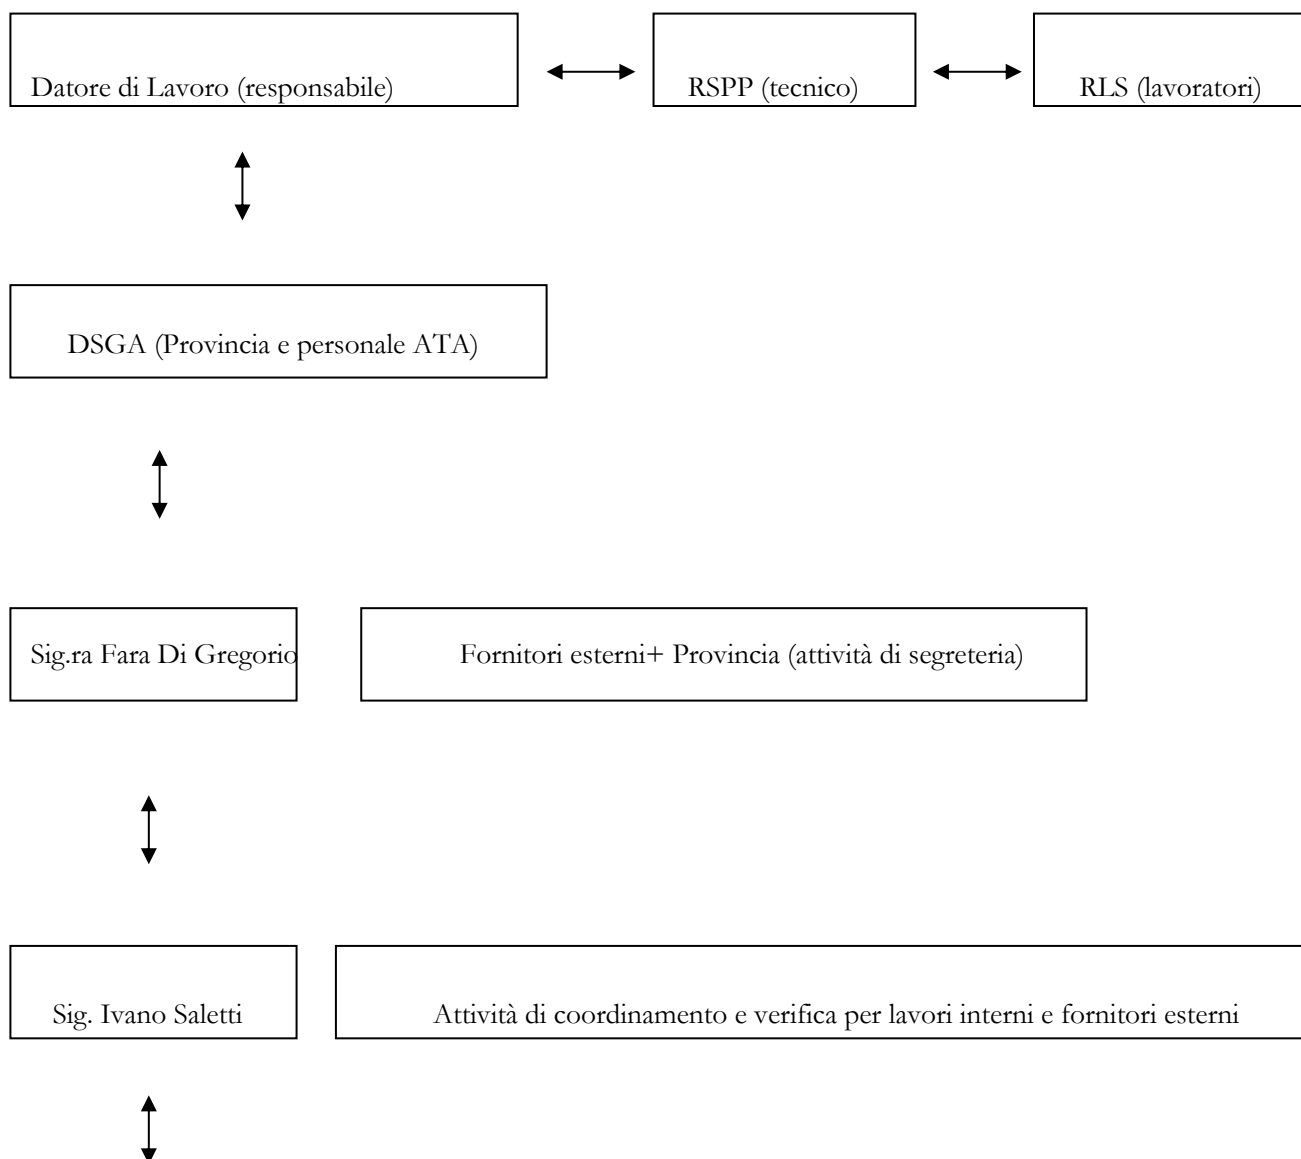 Datore di Lavoro (responsabile)
RSPP (tecnico)
RLS (lavoratori)
DSGA (Provincia e personale ATA)
Sig.ra Fara Di Gregorio
Fornitori esterni+ Provincia (attività di segreteria)
Sig. Ivano Saletti
Attività di coordinamento e verifica per lavori interni e fornitori esterni